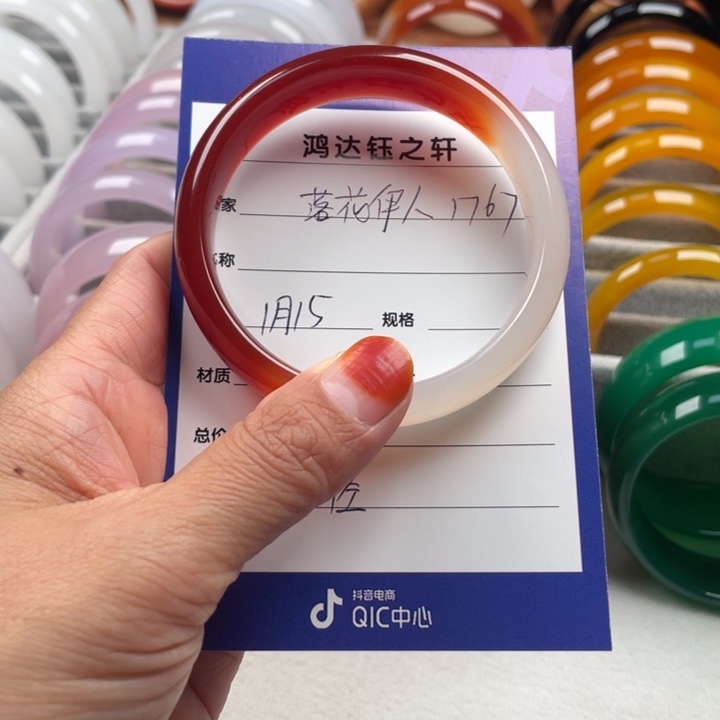 鸿达钰之轩
家 落花伊人 1767
称
1月15 规格
材质
总价
抖音电商
QIC中心